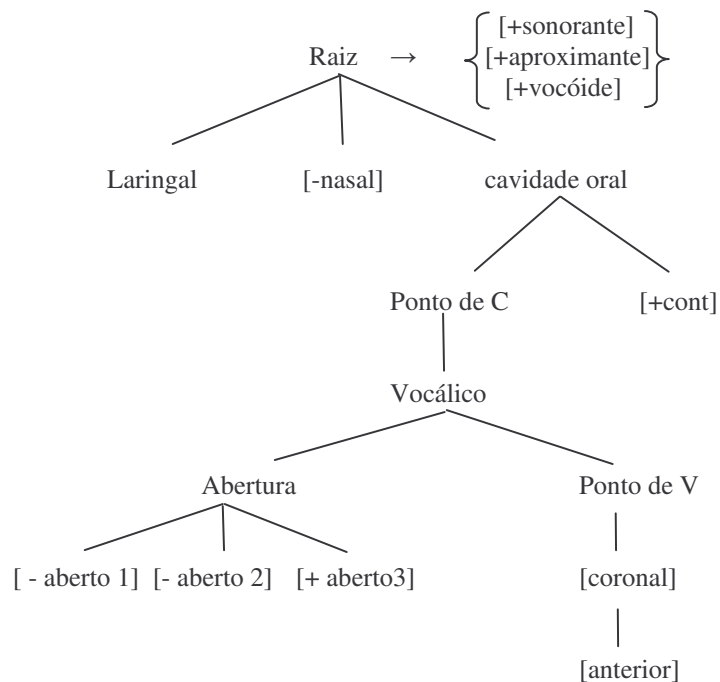 [+sonorante]
Raiz → [+aproximante]
[+vocóide]
Laringal [-nasal] cavidade oral
Ponto de C [+cont]
Vocálico
Abertura Ponto de V
[ - aberto 1] [- aberto 2] [+ aberto3] [coronal]
[anterior]